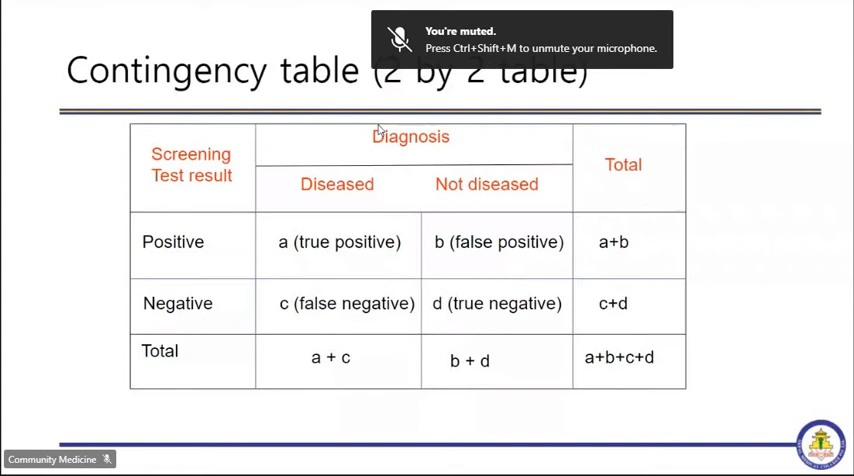 You're muted.
Press Ctrl+Shift+M to unmute your microphone.
Contingency table (2 by 2 table)
Screening
Test result
Diagnosis
Total
Diseased
Not diseased
Positive
a (true positive)
b (false positive)
a+b
Negative
c (false negative)
d (true negative)
c+d
Total
a + c
b + d
a+b+c+d
Community Medicine